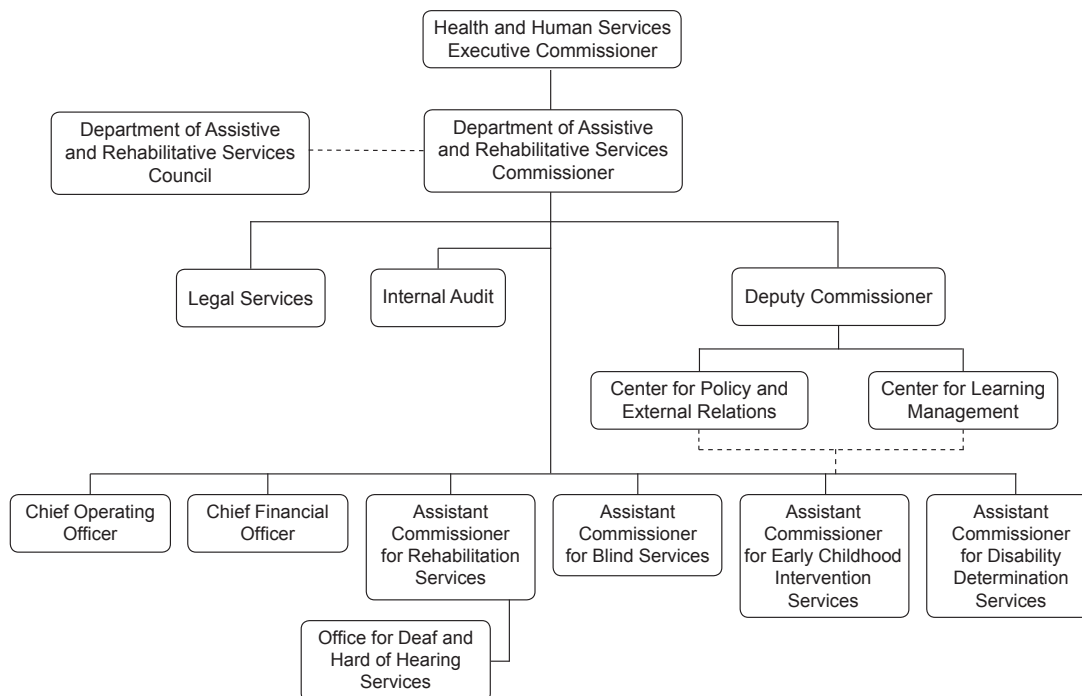 Health and Human Services
Executive Commissioner
Department of Assistive
and Rehabilitative Services
Council
Department of Assistive
and Rehabilitative Services
Commissioner
Legal Services
Internal Audit
Deputy Commissioner
Center for Policy and
External Relations
Center for Learning
Management
Chief Operating
Officer
Chief Financial
Officer
Assistant
Commissioner
for Rehabilitation
Services
Assistant
Commissioner
for Blind Services
Assistant
Commissioner
for Early Childhood
Intervention
Services
Assistant
Commissioner
for Disability
Determination
Services
Office for Deaf and
Hard of Hearing
Services